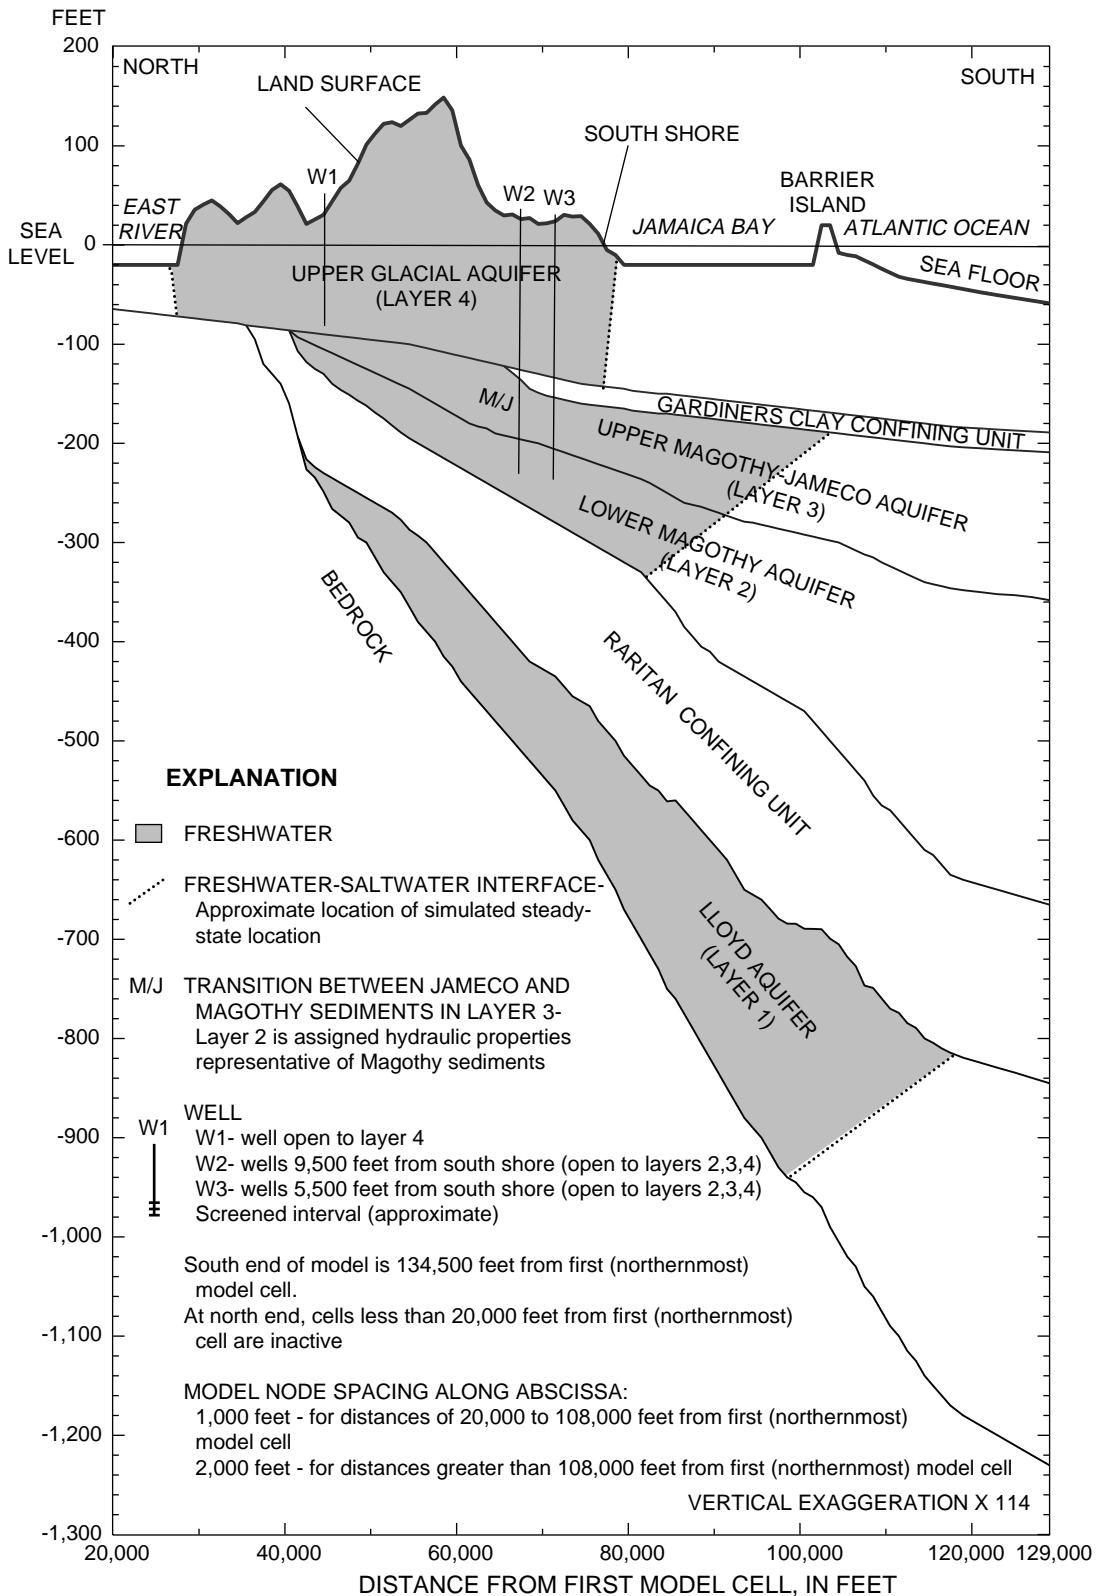 FEET
200
NORTH
SOUTH
LAND SURFACE
100
SOUTH SHORE
W1
W2
W3
BARRIER
ISLAND
EAST
RIVER
JAMAICA BAY
ATLANTIC OCEAN
SEA
LEVEL
0
SEA FLOOR
UPPER GLACIAL AQUIFER
(LAYER 4)
-100
M/J
GARDINERS CLAY CONFINING UNIT
-200
UPPER MAGOTHY-JAMECO AQUIFER
(LAYER 3)
LOWER MAGOTHY AQUIFER
(LAYER 2)
-300
BEDROCK
-400
RARITAN CONFINING UNIT
-500
EXPLANATION
FRESHWATER
-600
FRESHWATER-SALTWATER INTERFACE-
Approximate location of simulated steady-
state location
-700
LLOYD AQUIFER
(LAYER 1)
M/J TRANSITION BETWEEN JAMECO AND
MAGOTHY SEDIMENTS IN LAYER 3-
Layer 2 is assigned hydraulic properties
representative of Magothy sediments
-800
WELL
W1
W1- well open to layer 4
-900
W2- wells 9,500 feet from south shore (open to layers 2,3,4)
W3- wells 5,500 feet from south shore (open to layers 2,3,4)
Screened interval (approximate)
-1,000
South end of model is 134,500 feet from first (northernmost)
model cell.
At north end, cells less than 20,000 feet from first (northernmost)
cell are inactive
-1,100
MODEL NODE SPACING ALONG ABSCISSA:
1,000 feet - for distances of 20,000 to 108,000 feet from first (northernmost)
model cell
-1,200
2,000 feet - for distances greater than 108,000 feet from first (northernmost) model cell
VERTICAL EXAGGERATION X 114
-1,300
20,000
40,000
60,000
80,000
100,000
120,000
129,000
DISTANCE FROM FIRST MODEL CELL, IN FEET